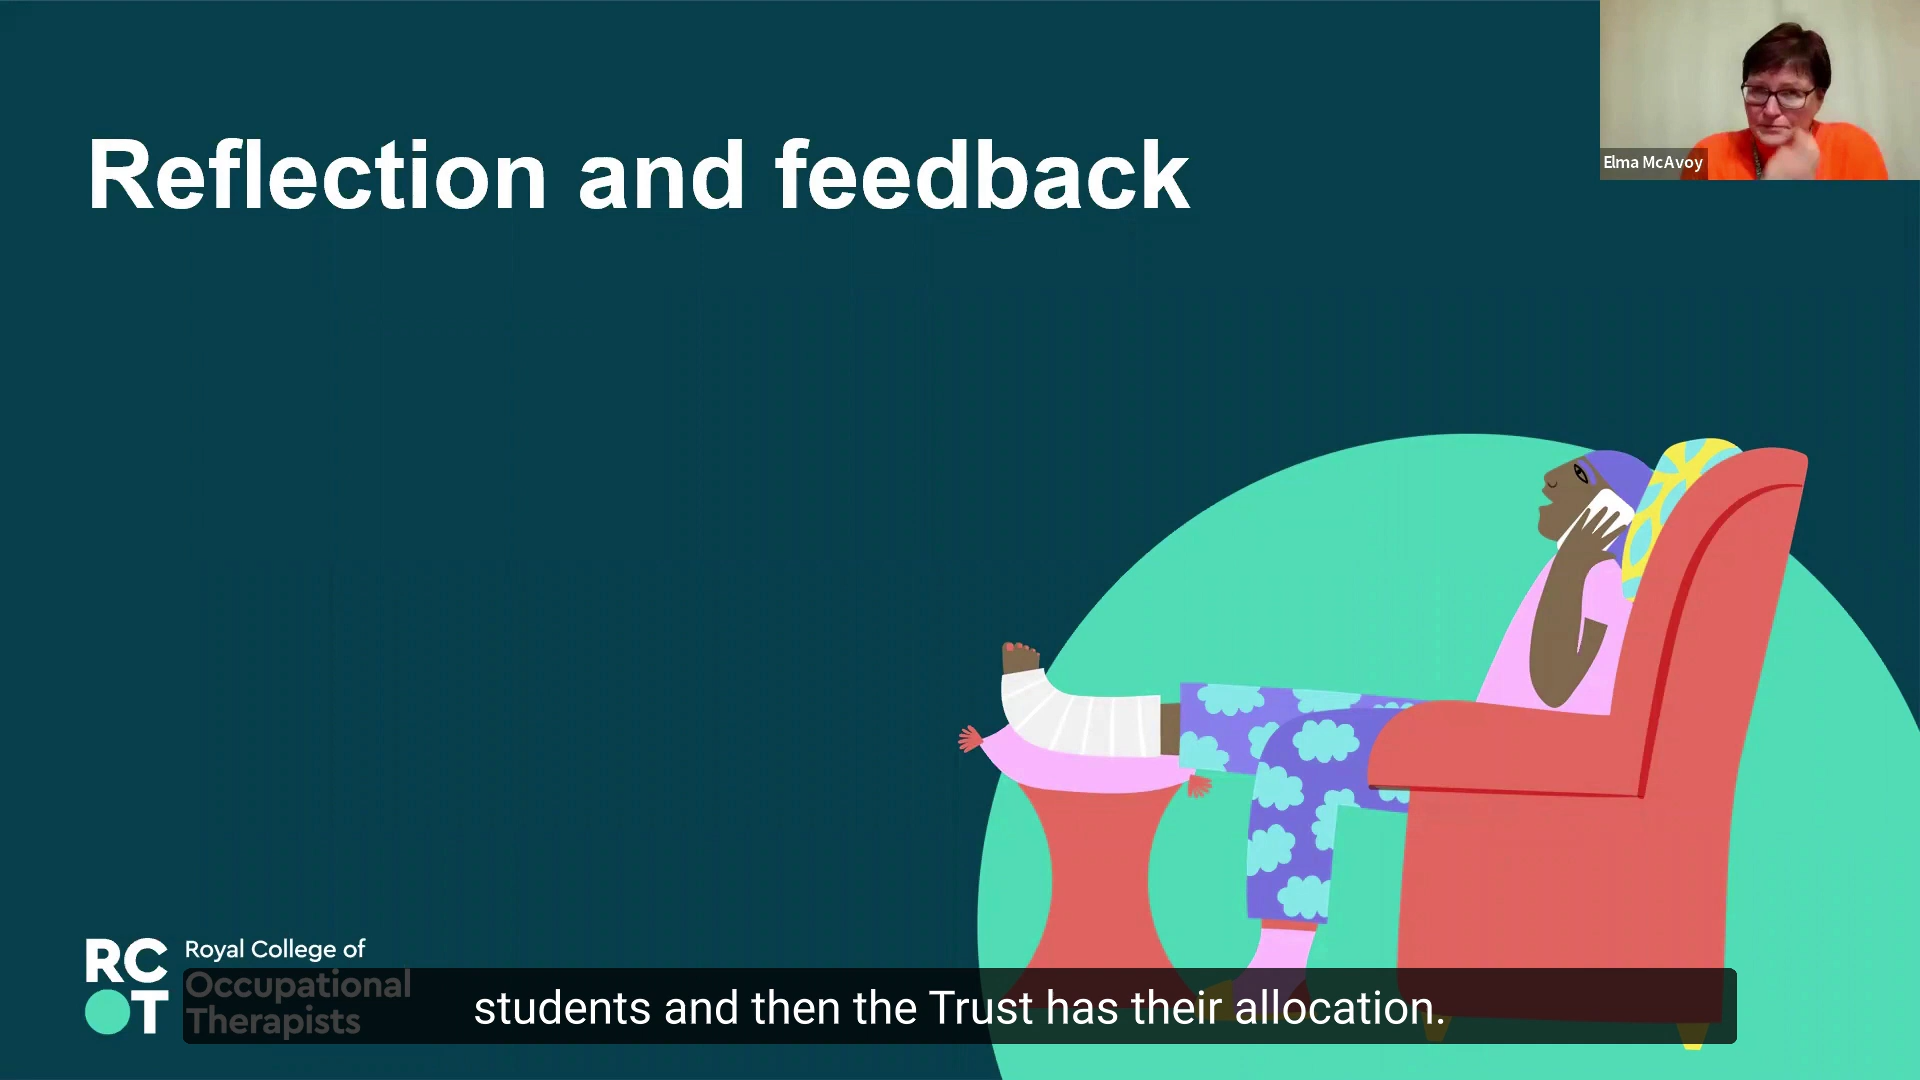 Reflection and feedback
Elma McAvoy
RC
OT
Royal College of
Occupational
Therapists
students and then the Trust has their allocation.